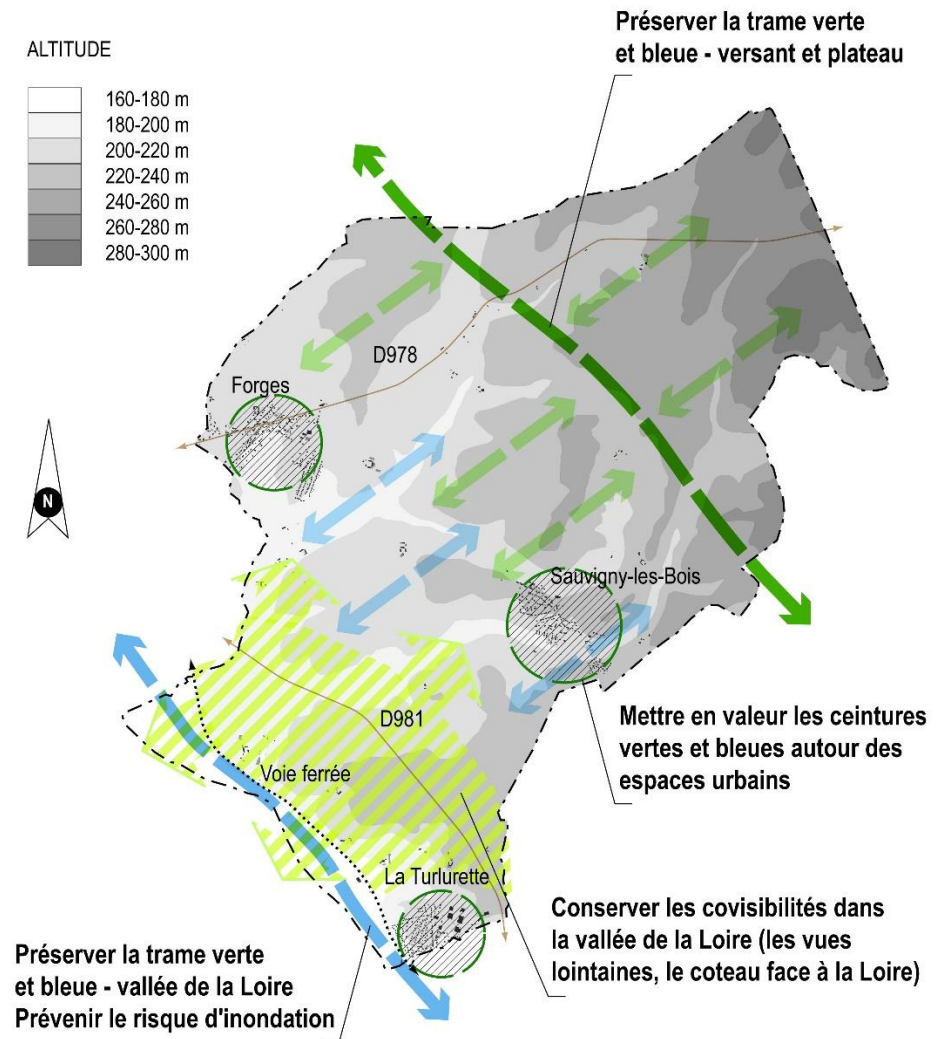 Préserver la trame verte
et bleue - versant et plateau
ALTITUDE
160-180 m
180-200 m
200-220 m
220-240 m
240-260 m
260-280 m
280-300 m
D978
Forges
N
Sauvigny-les-Bois
D981
Mettre en valeur les ceintures
vertes et bleues autour des
espaces urbains
Voie ferrée
La Turlurette
Conserver les covisibilités dans
la vallée de la Loire (les vues
lointaines, le coteau face à la Loire)
Préserver la trame verte
et bleue - vallée de la Loire
Prévenir le risque d'inondation